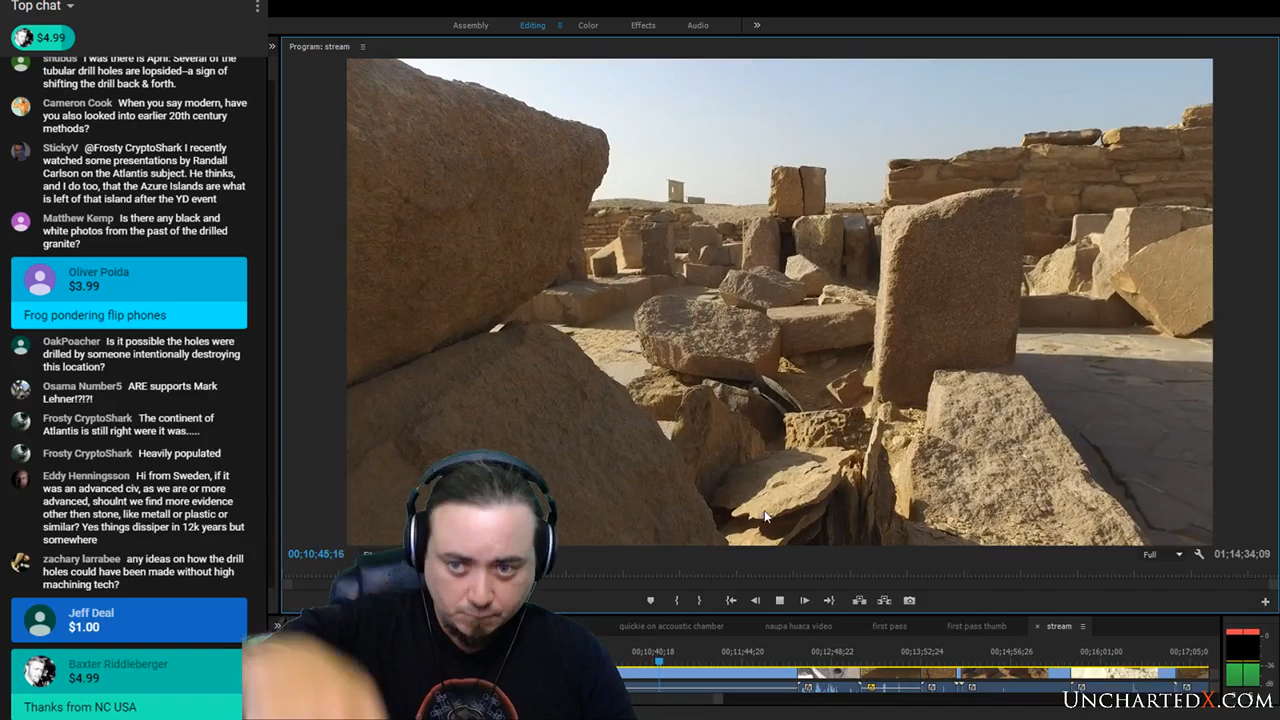 Top chat
$4.99
shubus I was there is April. Several of the
tubular drill holes are lopsided--a sign of
shifting the drill back & forth.
Cameron Cook When you say modern, have
you also looked into earlier 20th century
methods?
StickyV @Frosty CryptoShark I recently
watched some presentations by Randall
Carlson on the Atlantis subject. He thinks,
and I do too, that the Azure Islands are what
is left of that island after the YD event
Matthew Kemp Is there any black and
white photos from the past of the drilled
granite?
Oliver Poida
$3.99
Frog pondering flip phones
OakPoacher Is it possible the holes were
drilled by someone intentionally destroying
this location?
Osama Number5 ARE supports Mark
Lehner!?!?!
Frosty CryptoShark The continent of
Atlantis is still right were it was.....
Frosty CryptoShark Heavily populated
Eddy Henningsson Hi from Sweden, if it
was an advanced civ, as we are or more
advanced, shoulnt we find more evidence
other then stone, like metal or plastic or
similar? Yes things dissiper in 12k years but
somewhere
zachary larrabee any ideas on how the drill
holes could have been made without high
machining tech?
Jeff Deal
$1.00
Baxter Riddleberger
$4.99
Thanks from NC USA
Assembly Editing Color Effects Audio
Program: stream
00;10;45;16
Full
01;14;34;09
quickie on accoustic chamber naupa huaca video first pass first pass thumb × stream
00;10;40;18 00;11;44;20 00;12;48;22 00;13;52;24 00;14;56;26 00;16;01;00 00;17;05;0
0
-36
dB
UNCHARTEDX.COM